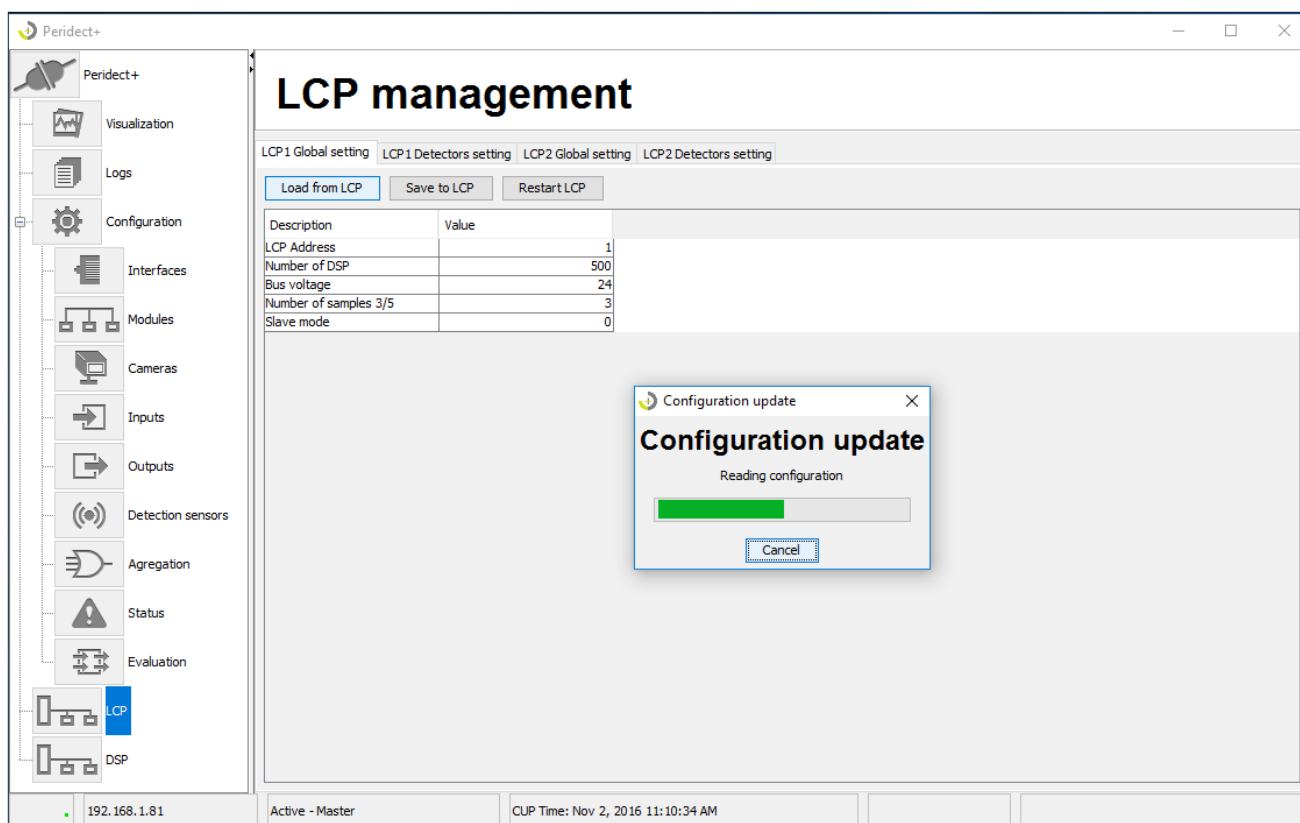 Peridect+
Peridect+
Visualization
Logs
Configuration
Interfaces
Modules
Cameras
Inputs
Outputs
Detection sensors
Agregation
Status
Evaluation
LCP
DSP
LCP management
LCP1 Global setting LCP1 Detectors setting LCP2 Global setting LCP2 Detectors setting
Load from LCP Save to LCP Restart LCP
Description Value
LCP Address 1
Number of DSP 500
Bus voltage 24
Number of samples 3/5 3
Slave mode 0
Configuration update
Configuration update
Reading configuration
Cancel
192.168.1.81 Active - Master CUP Time: Nov 2, 2016 11:10:34 AM